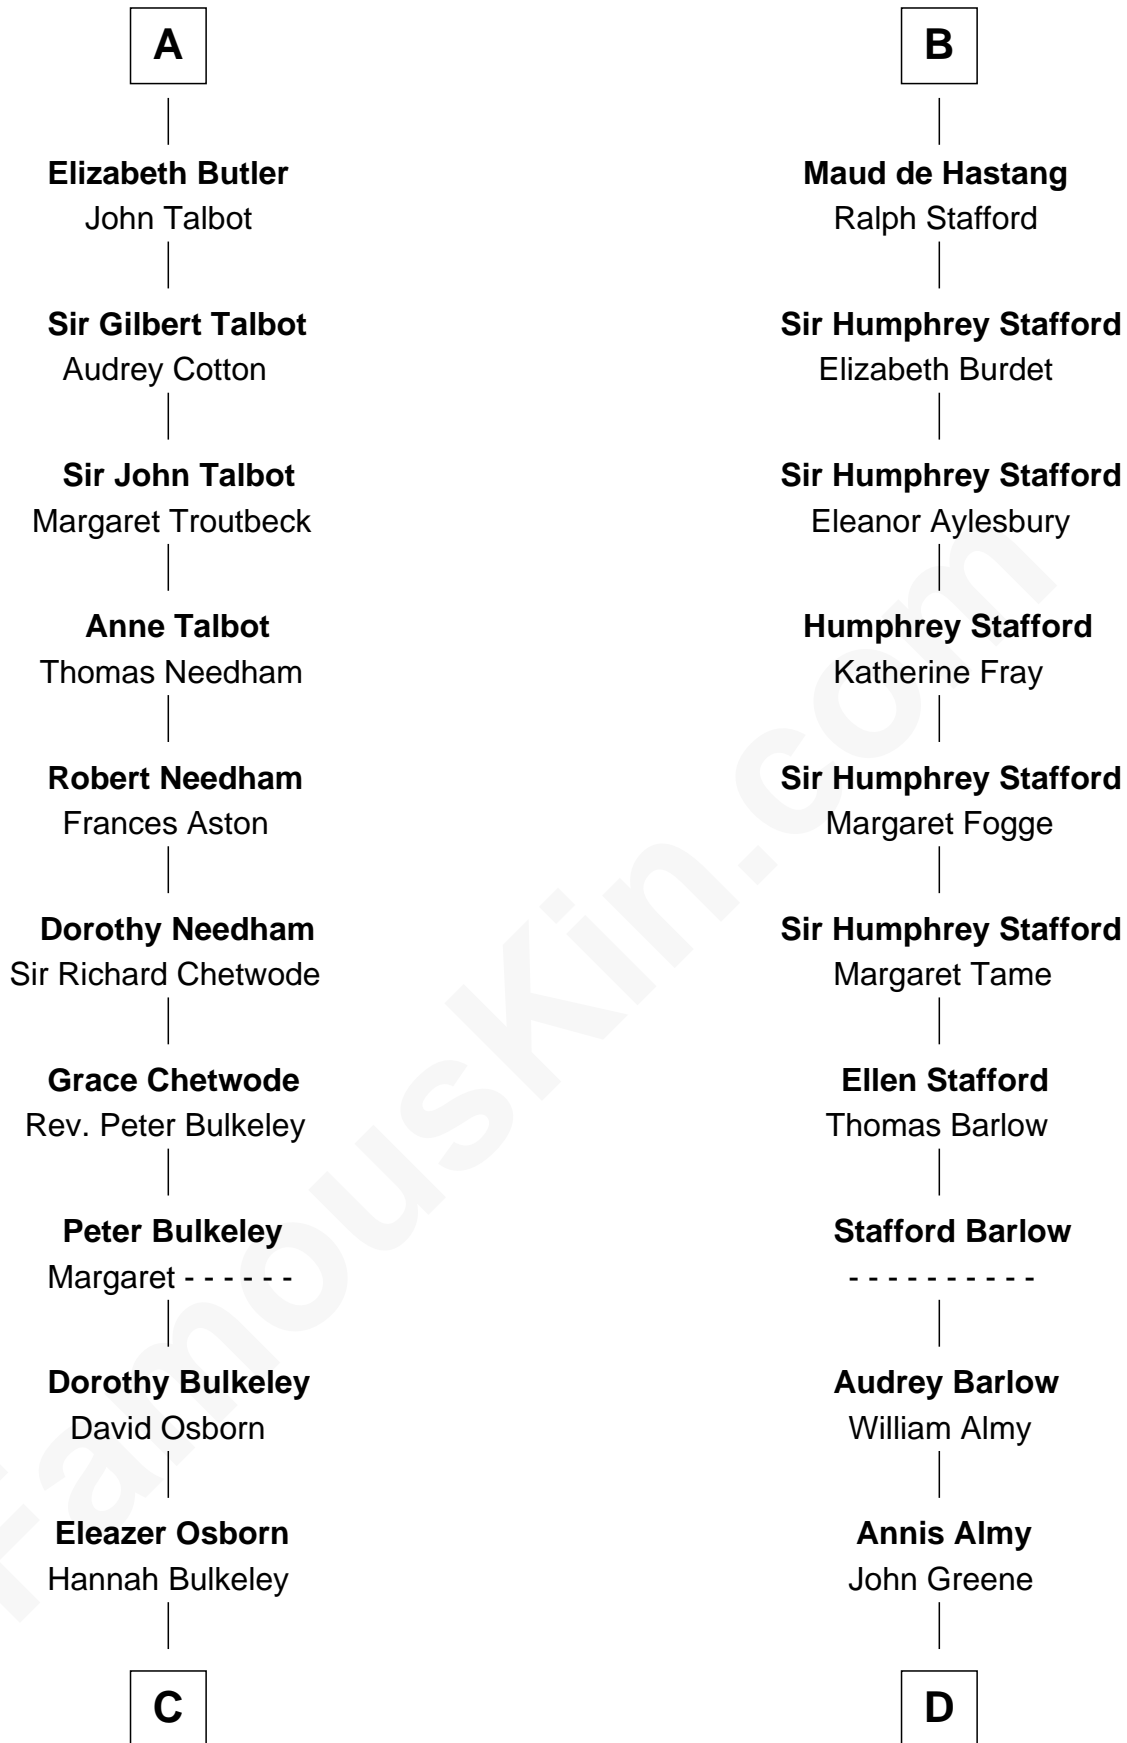 A
Elizabeth Butler
John Talbot
Sir Gilbert Talbot
Audrey Cotton
Sir John Talbot
Margaret Troutbeck
Anne Talbot
Thomas Needham
Robert Needham
Frances Aston
Dorothy Needham
Sir Richard Chetwode
Grace Chetwode
Rev. Peter Bulkeley
Peter Bulkeley
Margaret - - - - - -
Dorothy Bulkeley
David Osborn
Eleazer Osborn
Hannah Bulkeley
C
B
Maud de Hastang
Ralph Stafford
Sir Humphrey Stafford
Elizabeth Burdet
Sir Humphrey Stafford
Eleanor Aylesbury
Humphrey Stafford
Katherine Fray
Sir Humphrey Stafford
Margaret Fogge
Sir Humphrey Stafford
Margaret Tame
Ellen Stafford
Thomas Barlow
Stafford Barlow
- - - - - - - - - -
Audrey Barlow
William Almy
Annis Almy
John Greene
D
FamousKin.com